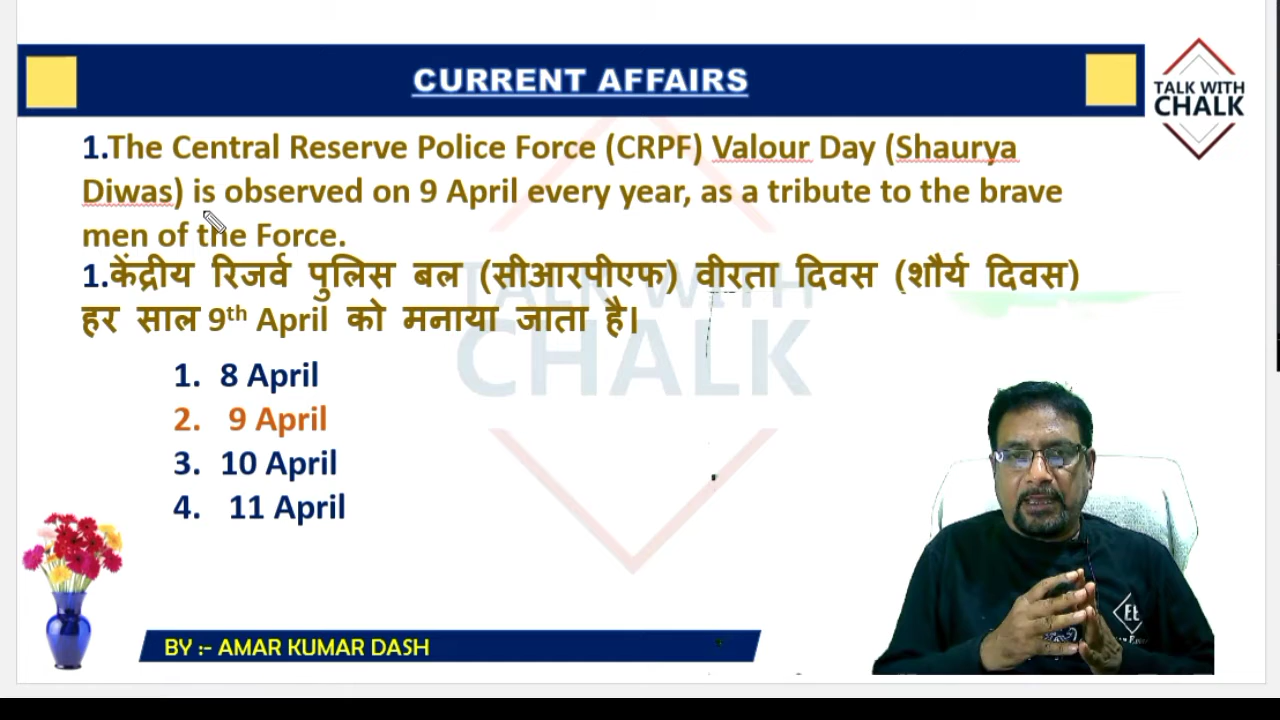 CURRENT AFFAIRS
TALK WITH
CHALK
1.The Central Reserve Police Force (CRPF) Valour Day (Shaurya
Diwas) is observed on 9 April every year, as a tribute to the brave
men of the Force.
1.केंद्रीय रिजर्व पुलिस बल (सीआरपीएफ) वीरता दिवस (शौर्य दिवस)
हर साल 9th April को मनाया जाता है।
TALK WITH
CHALK
1. 8 April
2. 9 April
3. 10 April
4. 11 April
BY :- AMAR KUMAR DASH